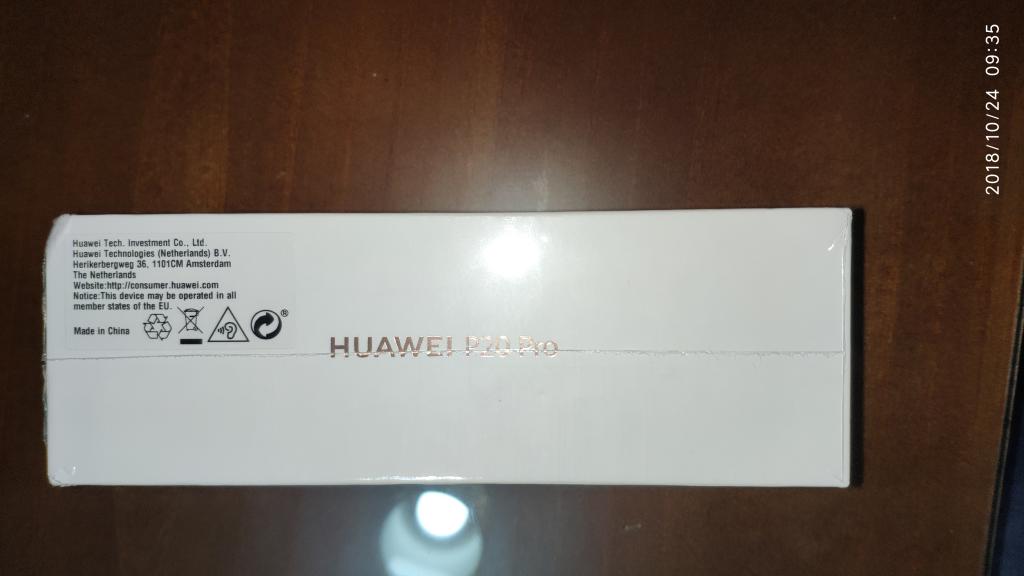 Huawei Tech. Investment Co., Ltd.
Huawei Technologies (Netherlands) B.V.
Herikerbergweg 36, 1101CM Amsterdam
The Netherlands
Website:http://consumer.huawei.com
Notice:This device may be operated in all
member states of the EU.
Made in China
®
HUAWEI P20 Pro
2018/10/24 09:35